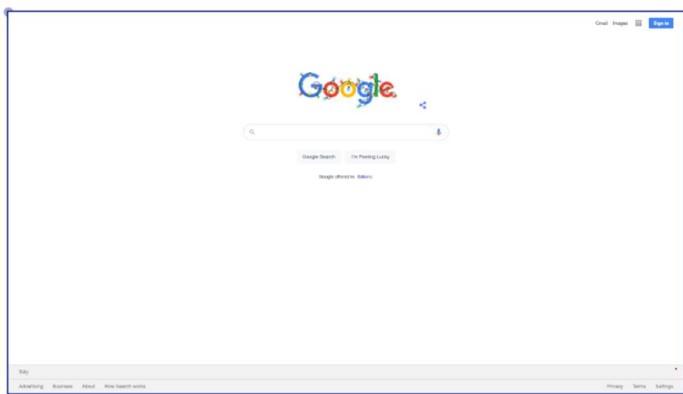 Gmail Images Sign in
Google
Google Search I'm Feeling Lucky
Google offered in: Italiano
Italy
Advertising Business About How Search works Privacy Terms Settings